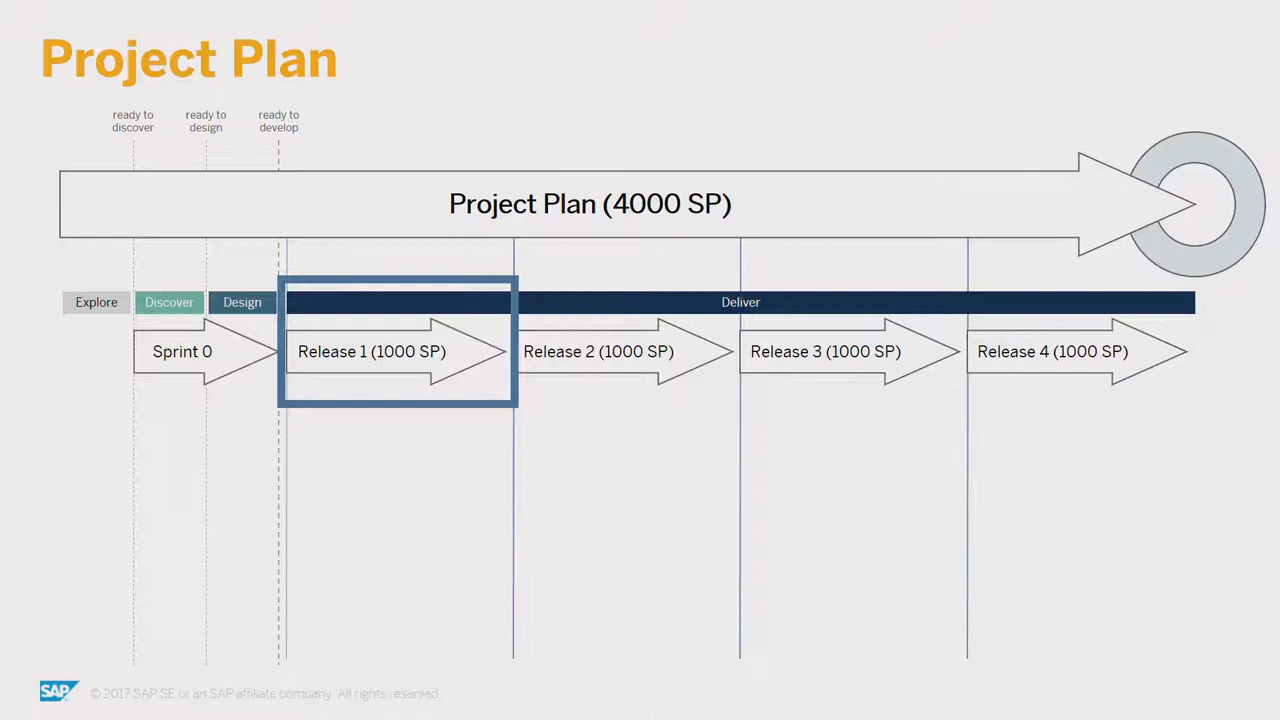 Project Plan
ready to
discover
ready to
design
ready to
develop
Project Plan (4000 SP)
Explore
Discover
Design
Deliver
Sprint 0
Release 1 (1000 SP)
Release 2 (1000 SP)
Release 3 (1000 SP)
Release 4 (1000 SP)
SAP
© 2017 SAP SE or an SAP affiliate company. All rights reserved.